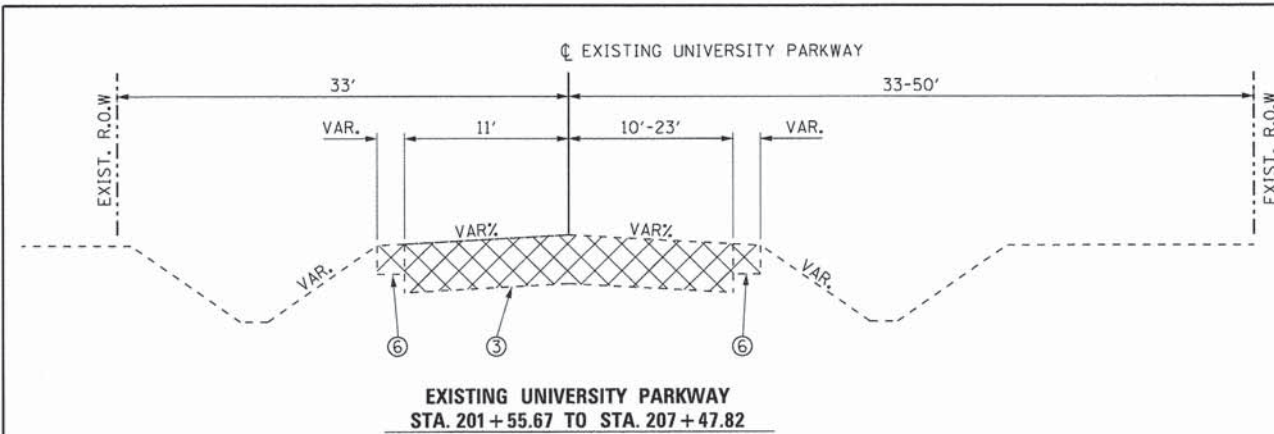 ℄ EXISTING UNIVERSITY PARKWAY
33'
33-50'
VAR.
11'
10'-23'
VAR.
EXIST. R.O.W
EXIST. R.O.W
VAR%
VAR%
VAR.
VAR.
6
3
6
EXISTING UNIVERSITY PARKWAY
STA. 201+55.67 TO STA. 207+47.82